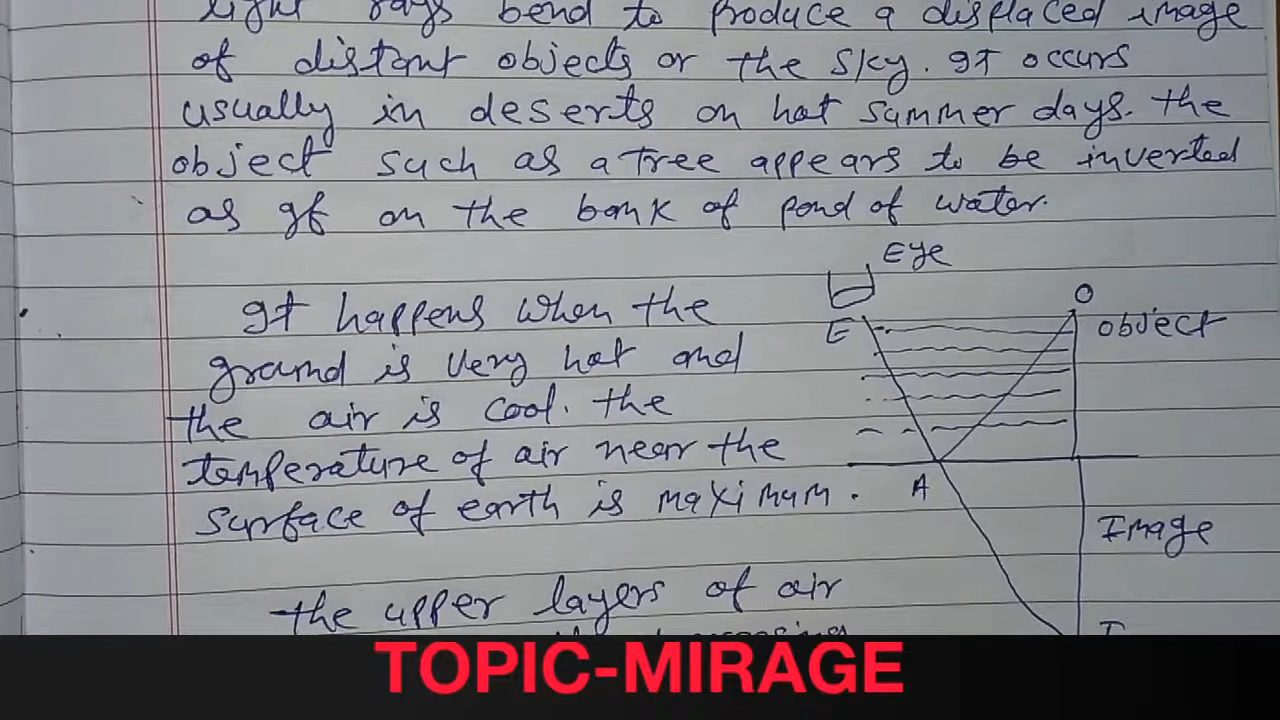 light rays bend to produce a displaced image
of distant objects or the sky. It occurs
usually in deserts on hot summer days. the
object such as a Tree appears to be inverted
as If on the bank of pond of water.
Eye
It happens when the
O
E
object
ground is very hot and
the air is cool. the
temperature of air near the
A
surface of earth is maximum.
Image
the upper layers of air
I
TOPIC-MIRAGE